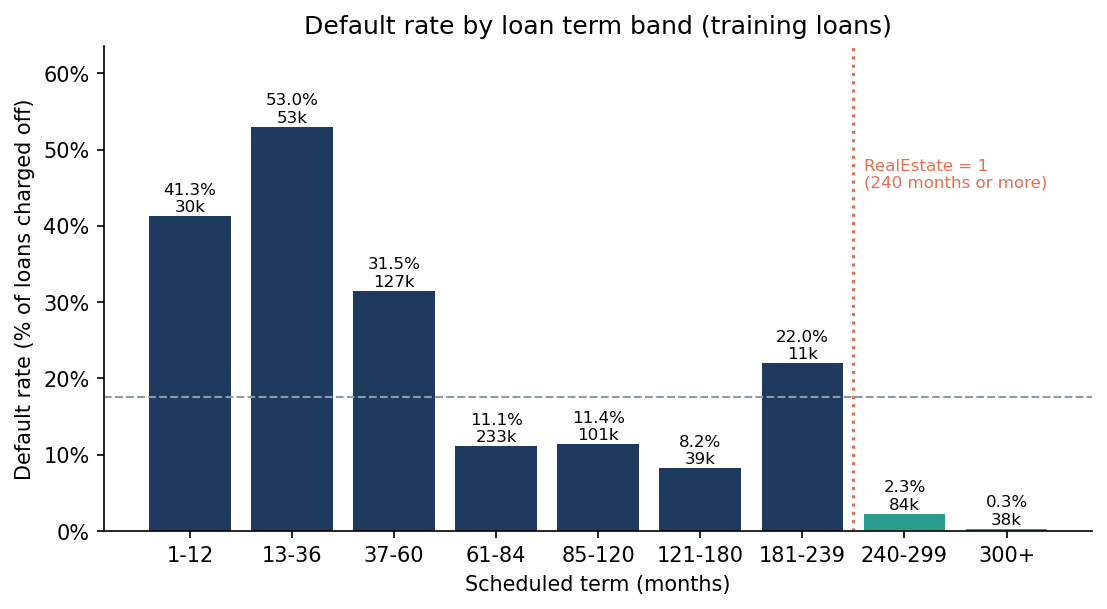 Default rate by loan term band (training loans)
Default rate (% of loans charged off)
60%
50%
40%
30%
20%
10%
0%
41.3%
30k
53.0%
53k
31.5%
127k
11.1%
233k
11.4%
101k
8.2%
39k
22.0%
11k
2.3%
84k
0.3%
38k
RealEstate = 1
(240 months or more)
1-12
13-36
37-60
61-84
85-120
121-180
181-239
240-299
300+
Scheduled term (months)